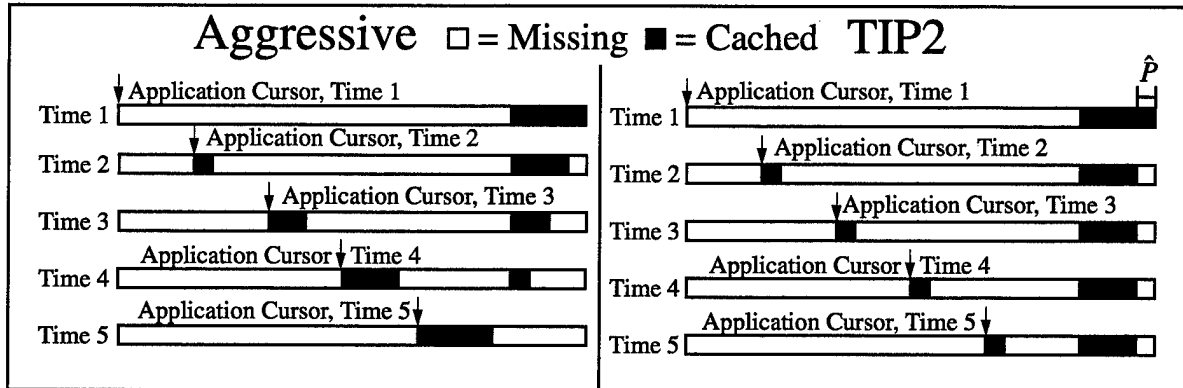 Aggressive □ = Missing ■ = Cached TIP2
Application Cursor, Time 1
Time 1
Application Cursor, Time 2
Time 2
Application Cursor, Time 3
Time 3
Application Cursor Time 4
Time 4
Application Cursor, Time 5
Time 5
P̂
Application Cursor, Time 1
Time 1
Application Cursor, Time 2
Time 2
Application Cursor, Time 3
Time 3
Application Cursor Time 4
Time 4
Application Cursor, Time 5
Time 5